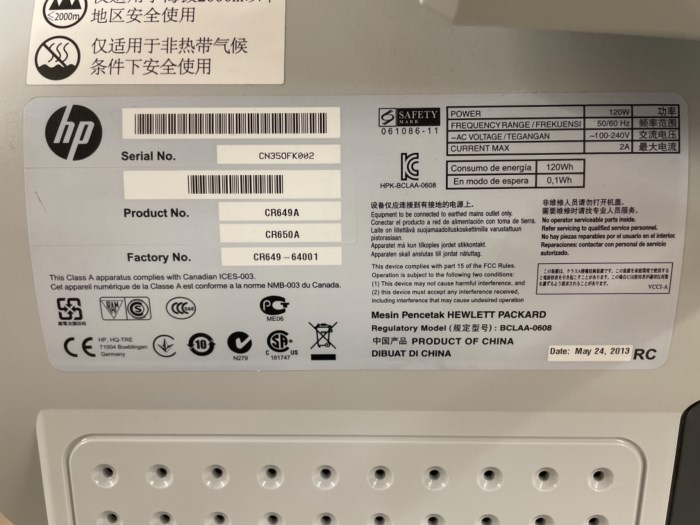 ≤2000m
地区安全使用
仅适用于非热带气候
条件下安全使用
hp
Serial No. CN350FK002
Product No. CR649A
CR650A
Factory No. CR649-64001
This Class A apparatus complies with Canadian ICES-003.
Cet appareil numérique de la Classe A est conforme a la norme NMB-003 du Canada.
SAFETY
MARK
061086-11
HPK-BCLAA-0608
POWER 120W 功率
FREQUENCY RANGE / FREKUENSI 50/60 Hz 频率范围
~AC VOLTAGE / TEGANGAN ~100-240V 交流电压
CURRENT MAX 2A 最大电流
Consumo de energía 120Wh
En modo de espera 0,1Wh
设备仅应连接到有接地的电源上.
Equipment to be connected to earthed mains outlet only.
Conectar el producto a red de alimentación con toma de tierra.
Laite on liitettävä suojamaadoituskoskettimilla varustattuun
pistorasiaan.
Apparatet må kun tilkoples jordet stikkontakt.
Apparaten skall anslutas till jordat nätuttag.
非维修人员请勿打开机盖.
需要维修时请找专业人员服务.
No operator serviceable parts inside.
Refer servicing to qualified service personnel.
No hay piezas reparables por el usuario en el interior.
Reparaciones: contactar con personal de servicio
autorizado.
This device complies with part 15 of the FCC Rules.
Operation is subject to the following two conditions:
(1) This device may not cause harmful interference, and
(2) this device must accept any interference received,
including interference that may cause undesired operation
VCCI-A
Mesin Pencetak HEWLETT PACKARD
Regulatory Model (规定型号) : BCLAA-0608
中国产品 PRODUCT OF CHINA
DIBUAT DI CHINA
Date: May 24, 2013 RC
ME06
HP, HQ-TRE
71004 Boeblingen
Germany
CE
10
N279
C SA US
181747